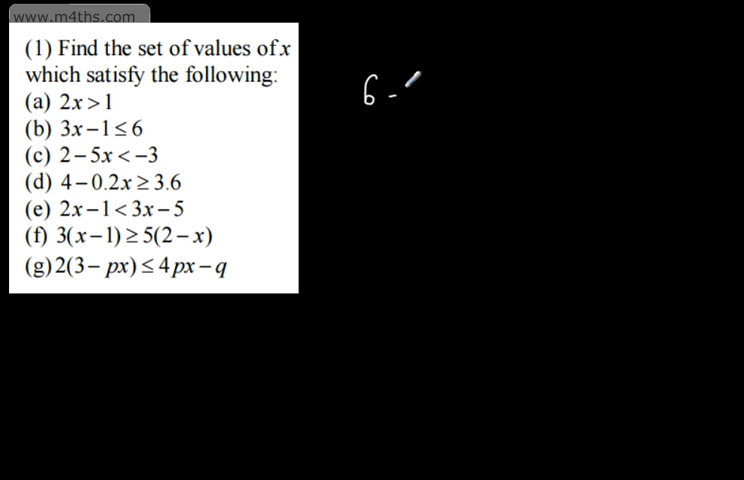 www.m4ths.com
(1) Find the set of values of x
which satisfy the following:
(a) 2x > 1
(b) 3x − 1 ≤ 6
(c) 2 − 5x < −3
(d) 4 − 0.2x ≥ 3.6
(e) 2x − 1 < 3x − 5
(f) 3(x − 1) ≥ 5(2 − x)
(g) 2(3 − px) ≤ 4px − q
6 -